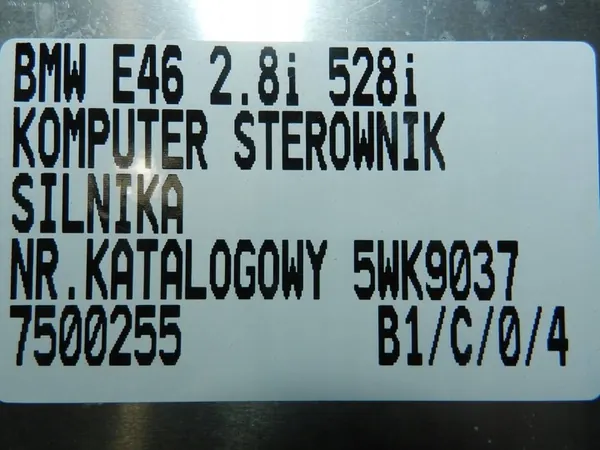 BMW E46 2.8i 528i
KOMPUTER STEROWNIK
SILNIKA
NR.KATALOGOWY 5WK9037
7500255 B1/C/0/4